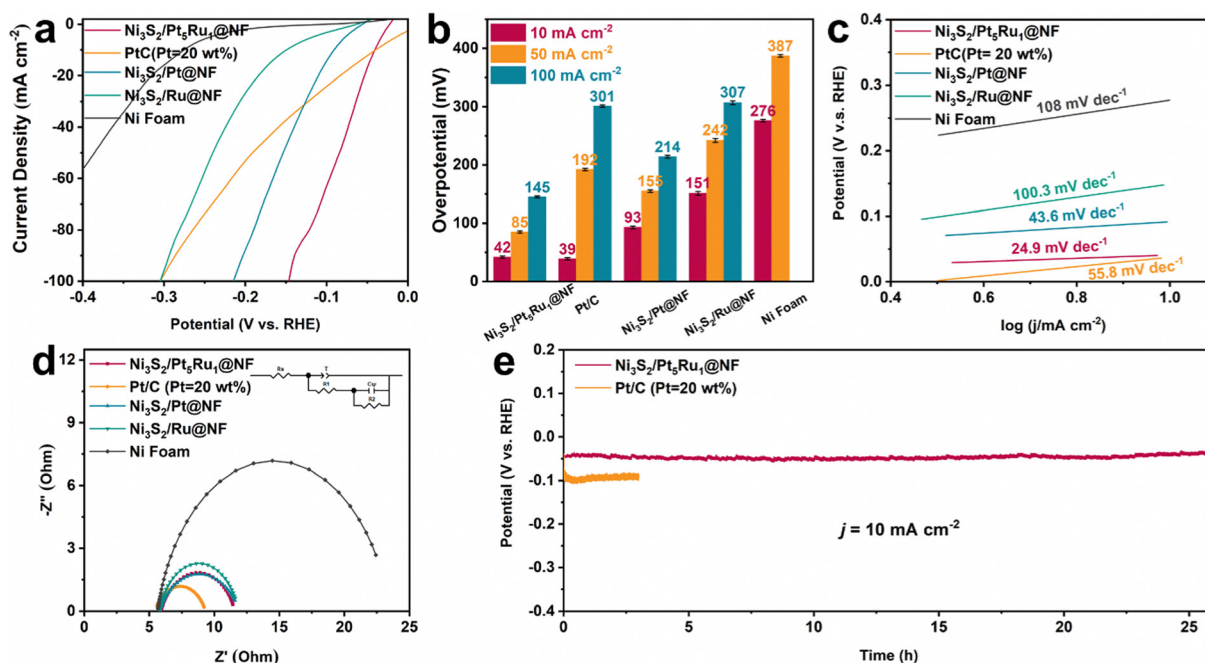 a
Ni₃S₂/Pt₅Ru₁@NF
PtC(Pt=20 wt%)
Ni₃S₂/Pt@NF
Ni₃S₂/Ru@NF
Ni Foam
Current Density (mA cm⁻²)
0
-20
-40
-60
-80
-100
-0.4
-0.3
-0.2
-0.1
0.0
Potential (V vs. RHE)
b
10 mA cm⁻²
50 mA cm⁻²
100 mA cm⁻²
Overpotential (mV)
400
300
200
100
0
42
85
145
39
192
301
93
155
214
151
242
307
276
387
Ni₃S₂/Pt₅Ru₁@NF
Pt/C
Ni₃S₂/Pt@NF
Ni₃S₂/Ru@NF
Ni Foam
c
Ni₃S₂/Pt₅Ru₁@NF
PtC(Pt= 20 wt%)
Ni₃S₂/Pt@NF
Ni₃S₂/Ru@NF
Ni Foam
Potential (V v.s. RHE)
0.4
0.3
0.2
0.1
0.0
108 mV dec⁻¹
100.3 mV dec⁻¹
43.6 mV dec⁻¹
24.9 mV dec⁻¹
55.8 mV dec⁻¹
0.4
0.6
0.8
1.0
log (j/mA cm⁻²)
d
Ni₃S₂/Pt₅Ru₁@NF
Pt/C (Pt=20 wt%)
Ni₃S₂/Pt@NF
Ni₃S₂/Ru@NF
Ni Foam
Rs
T
R1
R2
-Z" (Ohm)
12
9
6
3
0
0
5
10
15
20
25
Z' (Ohm)
e
Ni₃S₂/Pt₅Ru₁@NF
Pt/C (Pt=20 wt%)
Potential (V vs. RHE)
0.2
0.1
0.0
-0.1
-0.2
-0.3
-0.4
j = 10 mA cm⁻²
0
5
10
15
20
25
Time (h)